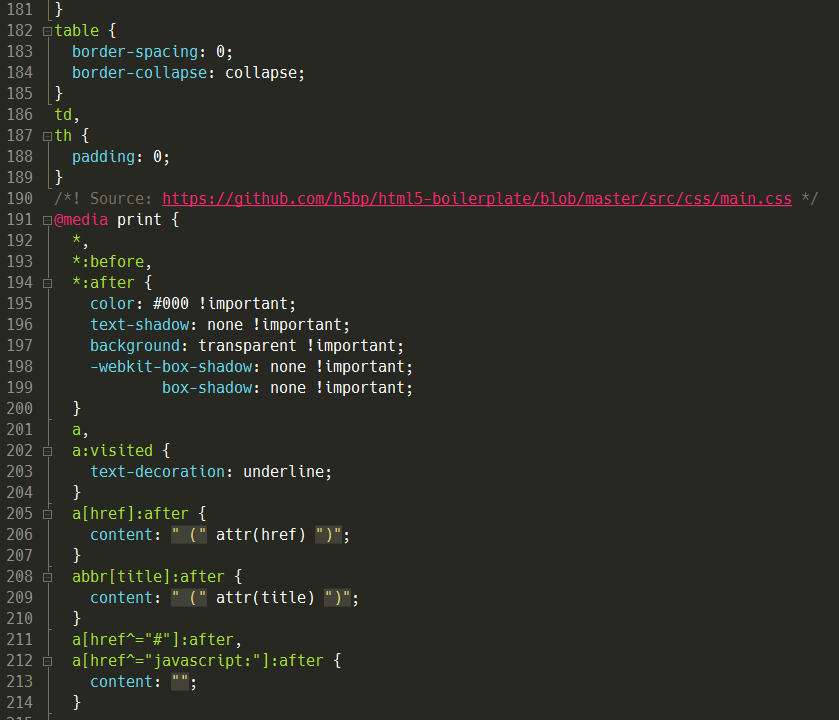 181 }
182 table {
183   border-spacing: 0;
184   border-collapse: collapse;
185 }
186 td,
187 th {
188   padding: 0;
189 }
190 /*! Source: https://github.com/h5bp/html5-boilerplate/blob/master/src/css/main.css */
191 @media print {
192   *,
193   *:before,
194   *:after {
195     color: #000 !important;
196     text-shadow: none !important;
197     background: transparent !important;
198     -webkit-box-shadow: none !important;
199             box-shadow: none !important;
200   }
201   a,
202   a:visited {
203     text-decoration: underline;
204   }
205   a[href]:after {
206     content: " (" attr(href) ")";
207   }
208   abbr[title]:after {
209     content: " (" attr(title) ")";
210   }
211   a[href^="#"]:after,
212   a[href^="javascript:"]:after {
213     content: "";
214   }